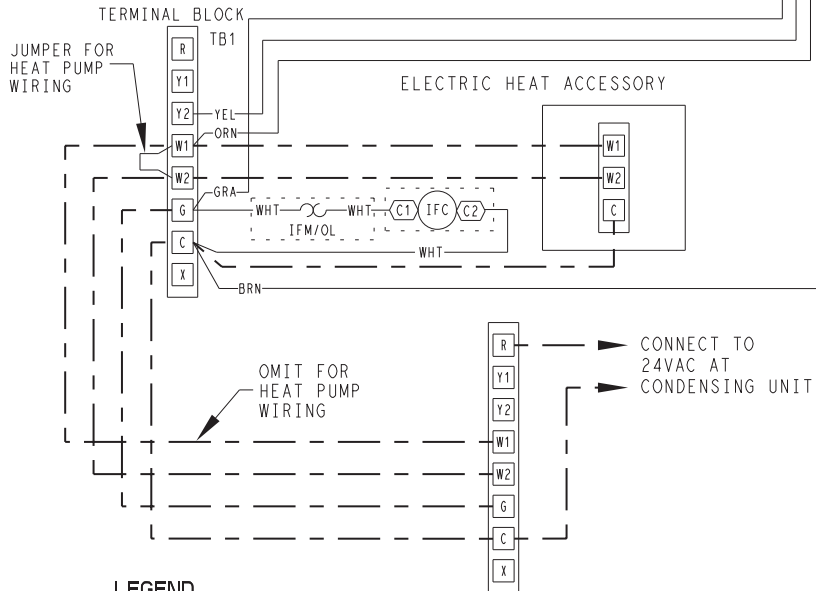 TERMINAL BLOCK
TB1
JUMPER FOR
HEAT PUMP
WIRING
R
Y1
Y2
W1
W2
G
C
X
YEL
ORN
GRA
WHT
WHT
IFM/OL
C1
IFC
C2
WHT
BRN
ELECTRIC HEAT ACCESSORY
W1
W2
C
OMIT FOR
HEAT PUMP
WIRING
R
Y1
Y2
W1
W2
G
C
X
CONNECT TO
24VAC AT
CONDENSING UNIT
LEGEND